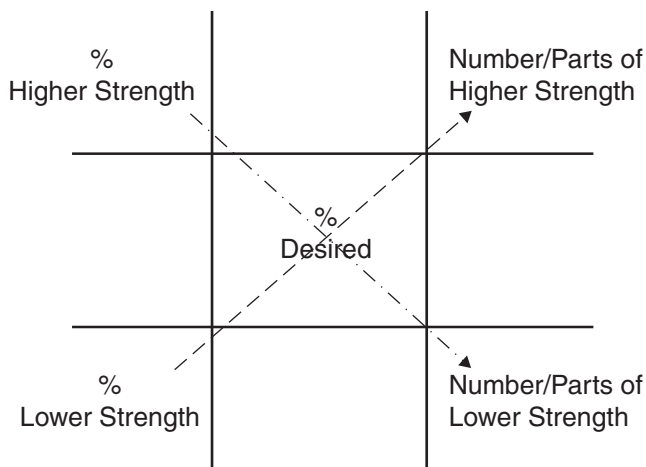 %
Higher Strength
Number/Parts of
Higher Strength
%
Desired
%
Lower Strength
Number/Parts of
Lower Strength